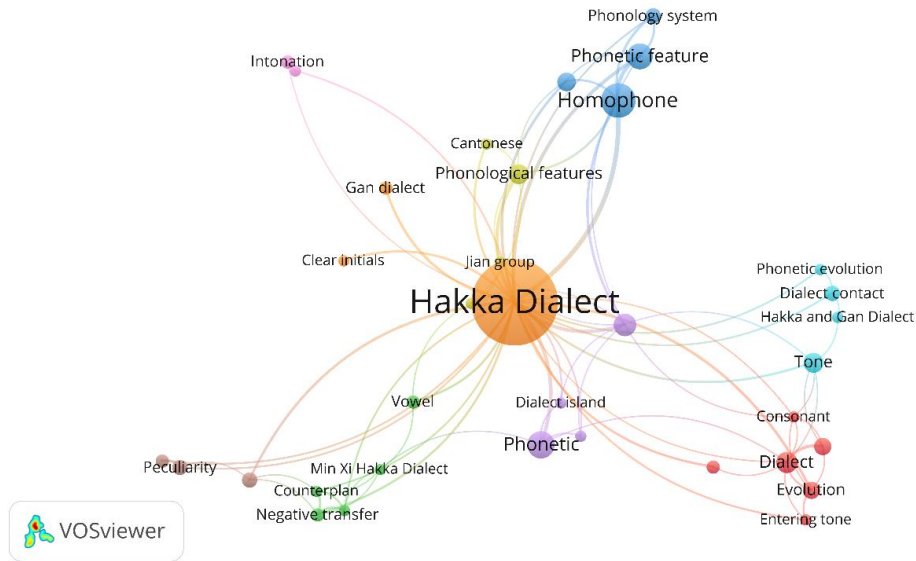 Phonology system
Intonation
Phonetic feature
Homophone
Cantonese
Phonological features
Gan dialect
Clear initials
Jian group
Phonetic evolution
Hakka Dialect
Dialect contact
Hakka and Gan Dialect
Tone
Vowel
Dialect island
Consonant
Phonetic
Peculiarity
Min Xi Hakka Dialect
Dialect
Counterplan
Evolution
Negative transfer
Entering tone
VOSviewer